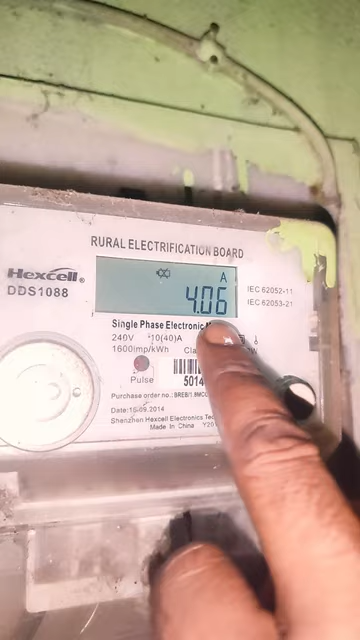 RURAL ELECTRIFICATION BOARD
Hexcell
DDS1088
A
4.06
IEC 62052-11
IEC 62053-21
Single Phase Electronic
240V 10(40)A
1600imp/kWh
Pulse
5014
Purchase order no.:
Date:15-09.2014
Shenzhen Hexcell Electronics
Made In China